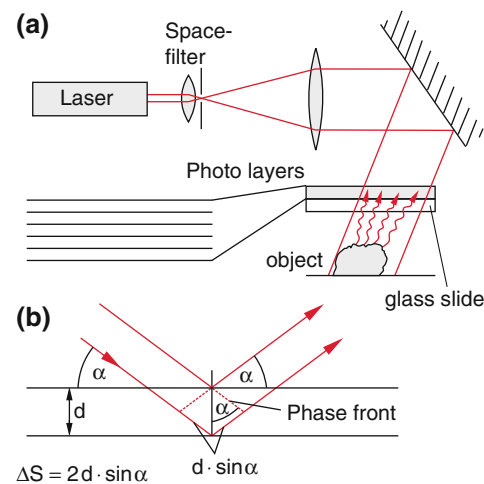 (a)
Space-
filter
Laser
Photo layers
object
glass slide
(b)
α
α
d
α
Phase front
ΔS = 2d · sinα
d · sinα